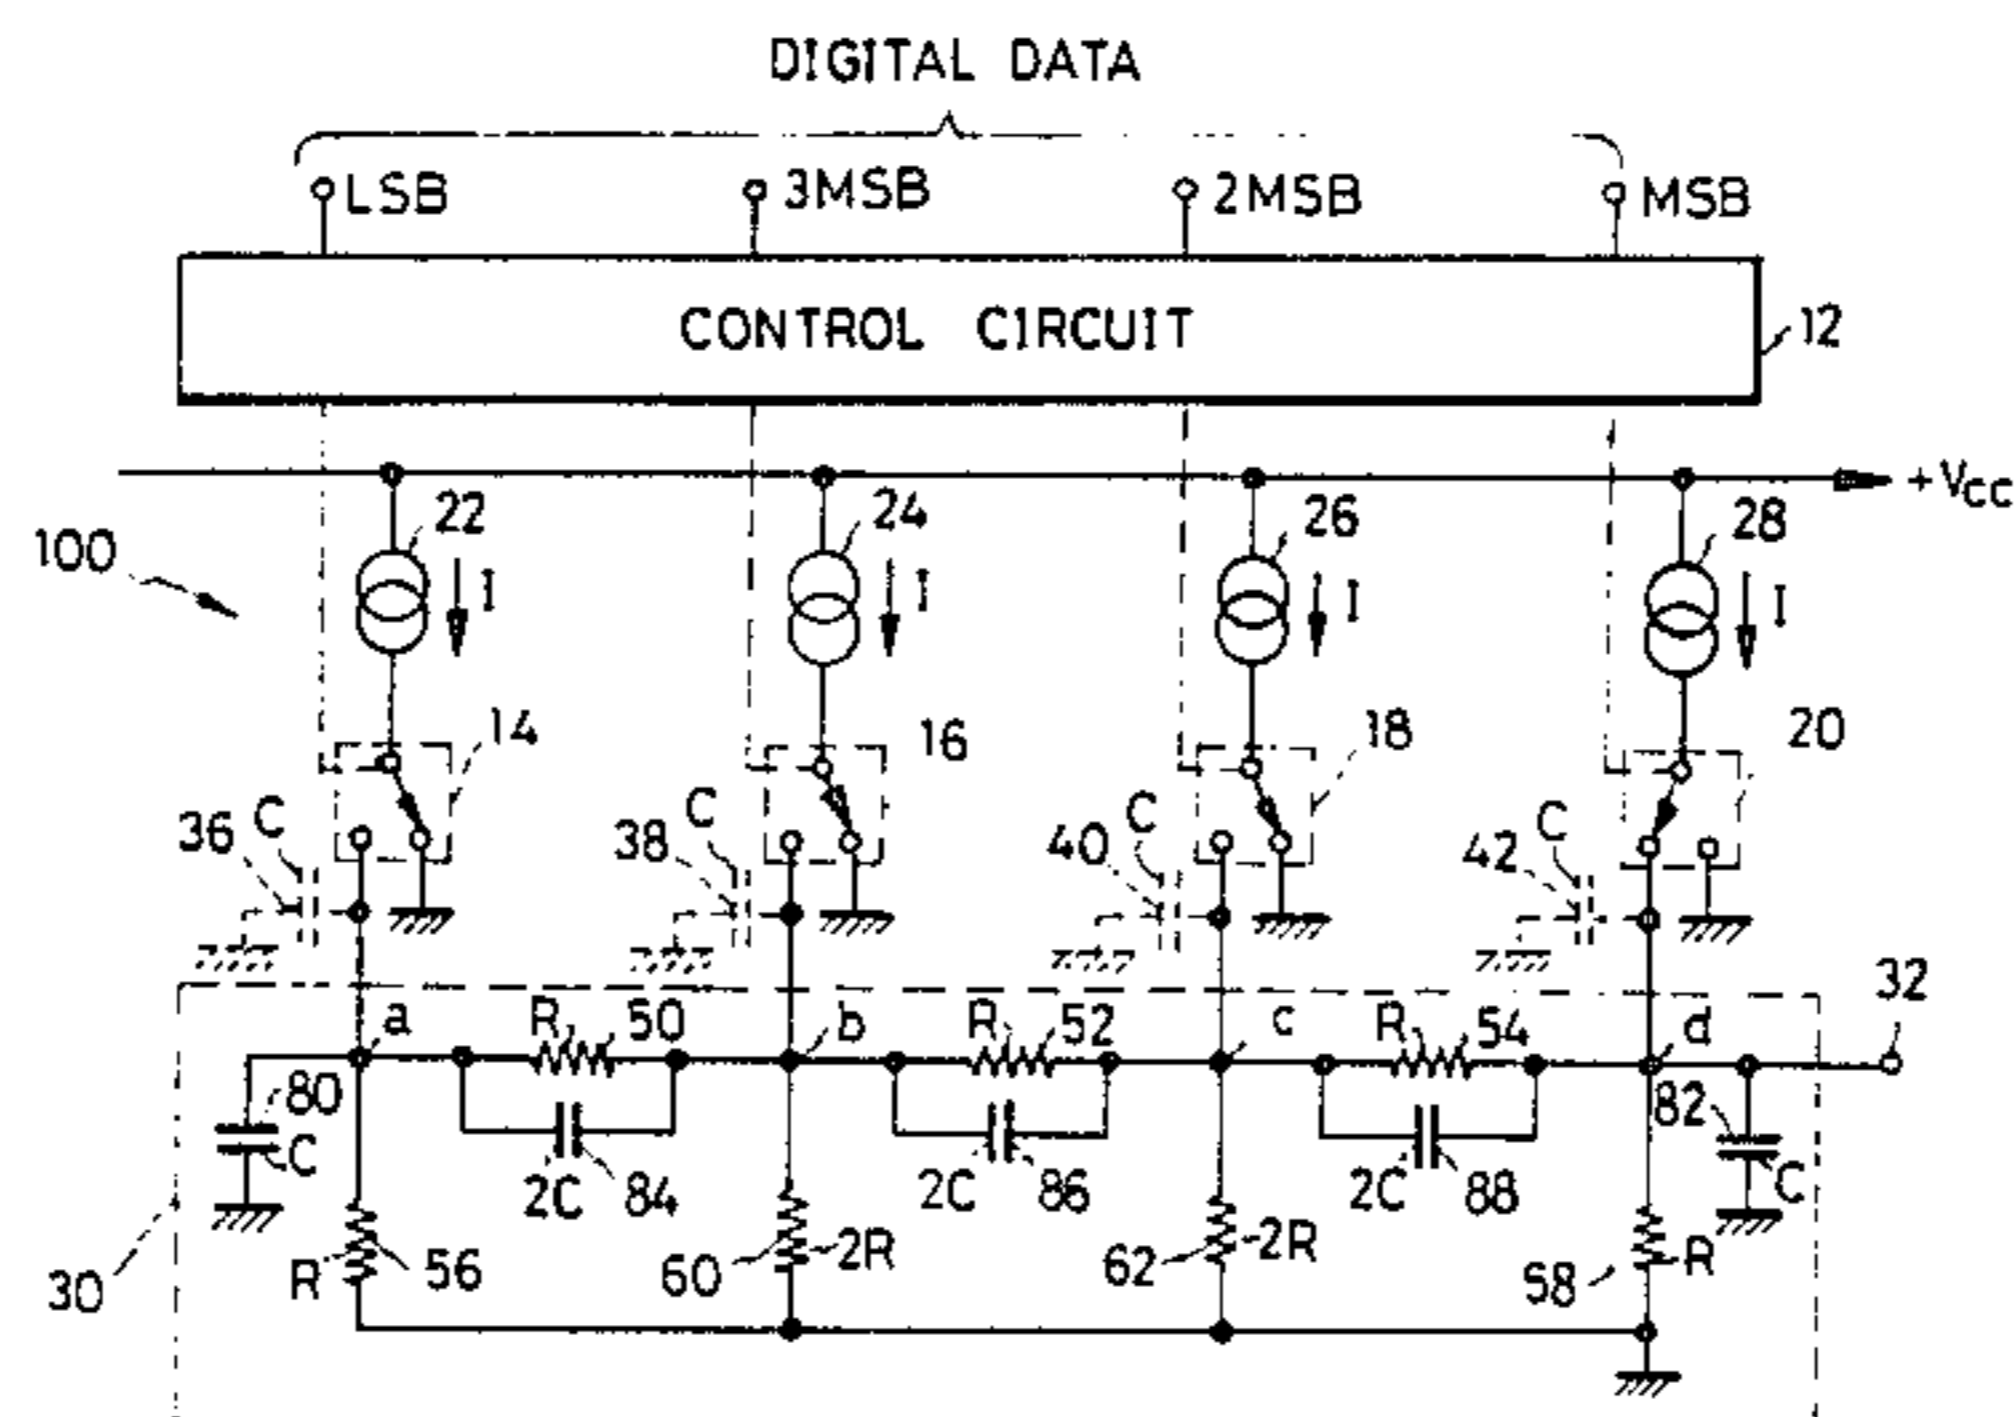 DIGITAL DATA
LSB 3MSB 2MSB MSB
CONTROL CIRCUIT 12
+VCC
100 22 I 24 I 26 I 28 I
14 16 18 20
36 C 38 C 40 C 42 C
32
a R 50 b R 52 c R 54 d
80 C 2C 84 2C 86 2C 88 82 C
30 R 56 60 2R 62 2R 58 R